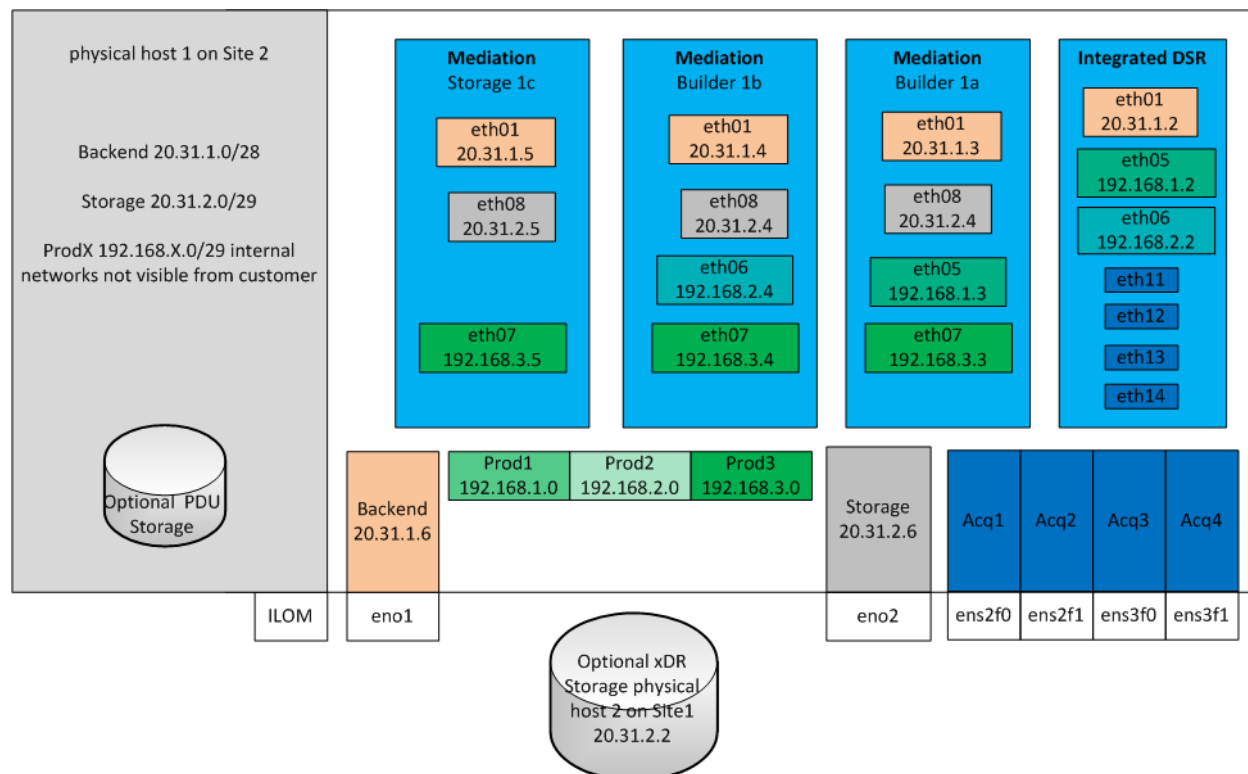 physical host 1 on Site 2
Backend 20.31.1.0/28
Storage 20.31.2.0/29
ProdX 192.168.X.0/29 internal
networks not visible from customer
Optional PDU
Storage
Mediation
Storage 1c
eth01
20.31.1.5
eth08
20.31.2.5
eth07
192.168.3.5
Mediation
Builder 1b
eth01
20.31.1.4
eth08
20.31.2.4
eth06
192.168.2.4
eth07
192.168.3.4
Mediation
Builder 1a
eth01
20.31.1.3
eth08
20.31.2.4
eth05
192.168.1.3
eth07
192.168.3.3
Integrated DSR
eth01
20.31.1.2
eth05
192.168.1.2
eth06
192.168.2.2
eth11
eth12
eth13
eth14
Backend
20.31.1.6
Prod1
192.168.1.0
Prod2
192.168.2.0
Prod3
192.168.3.0
Storage
20.31.2.6
Acq1
Acq2
Acq3
Acq4
ILOM
eno1
eno2
ens2f0
ens2f1
ens3f0
ens3f1
Optional xDR
Storage physical
host 2 on Site1
20.31.2.2